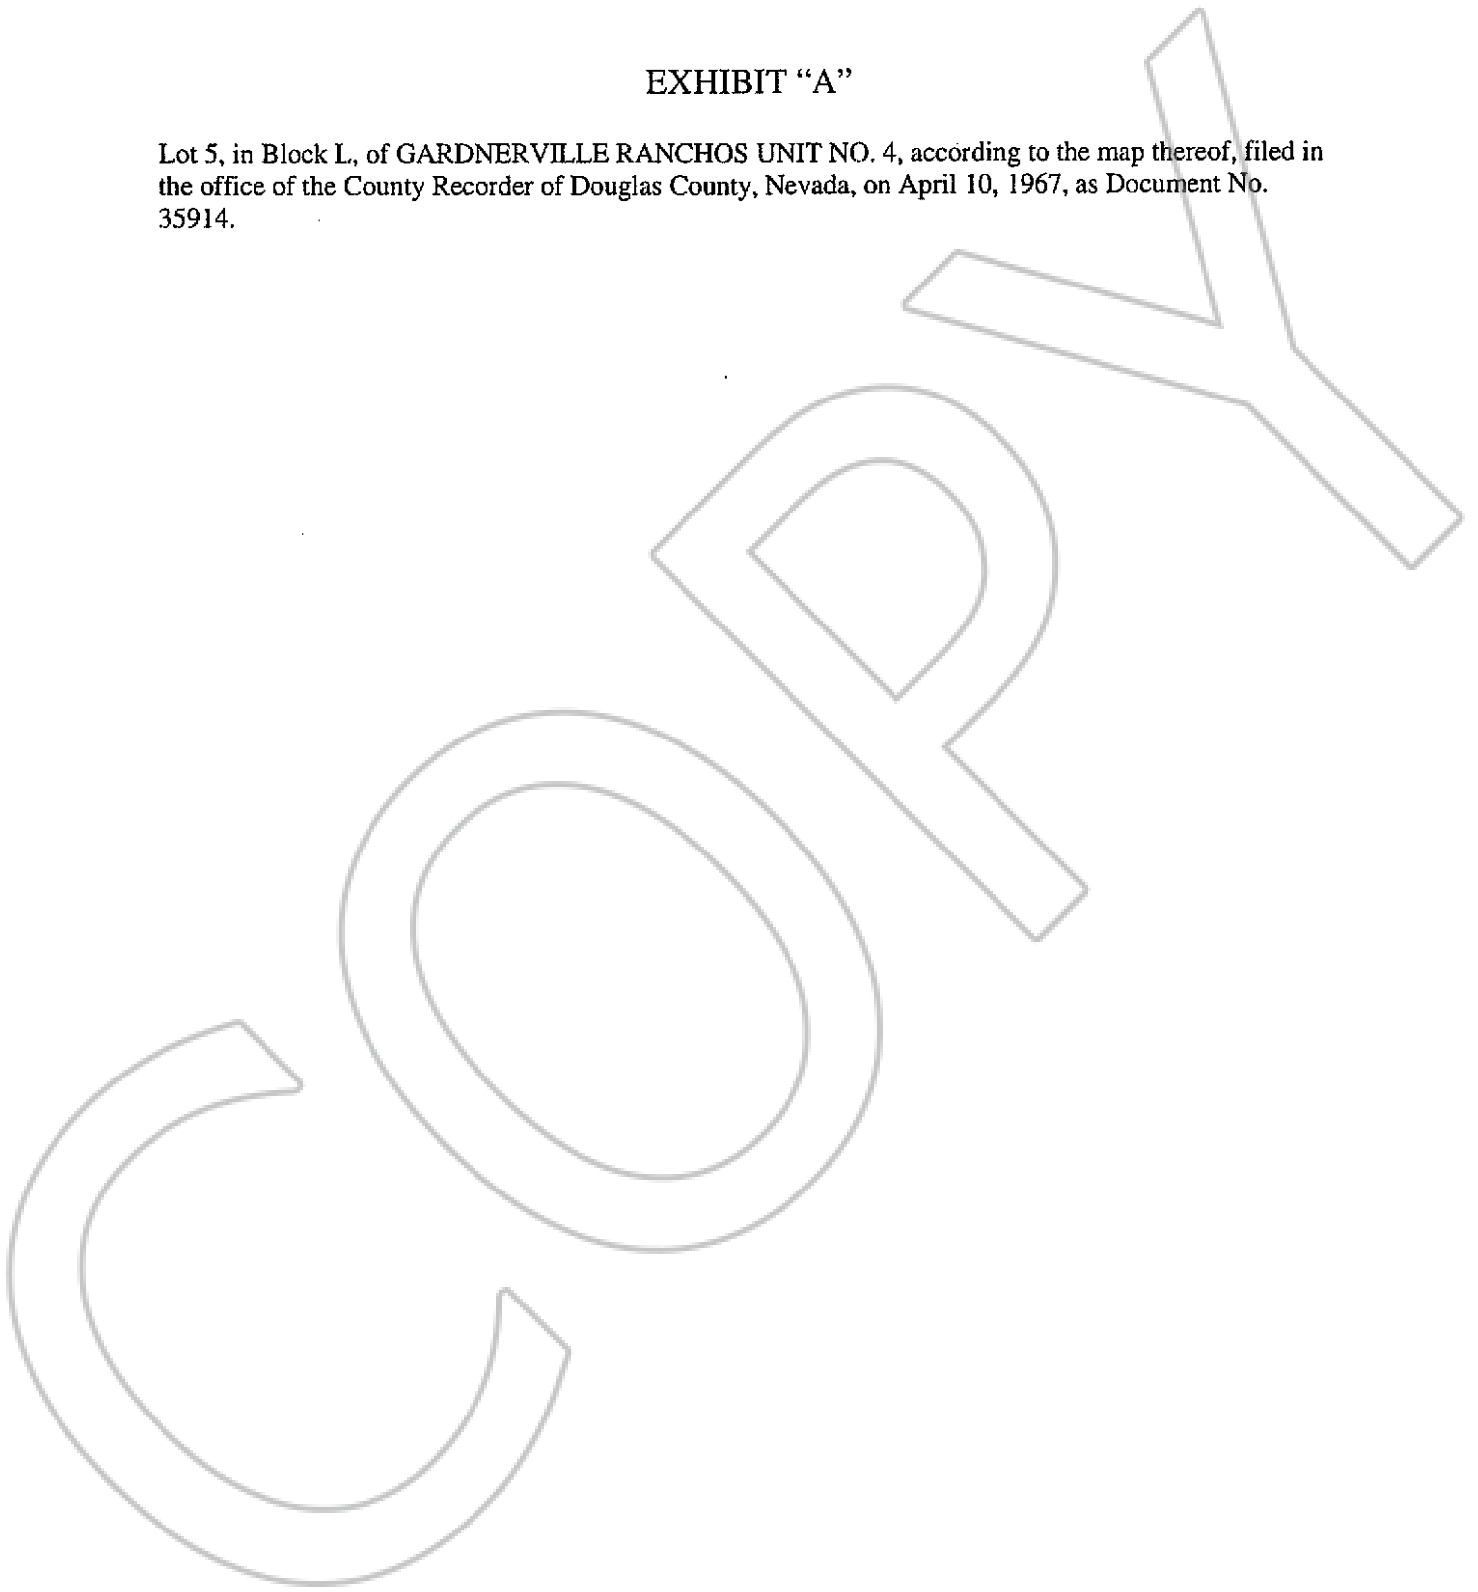 EXHIBIT “A”
Lot 5, in Block L, of GARDNERVILLE RANCHOS UNIT NO. 4, according to the map thereof, filed in
the office of the County Recorder of Douglas County, Nevada, on April 10, 1967, as Document No.
35914.
COPY